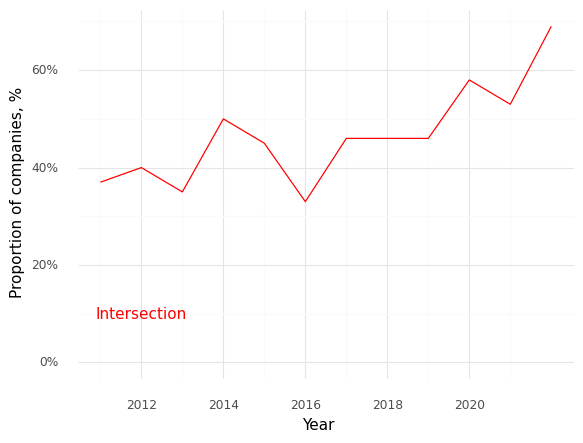 Proportion of companies, %
60%
40%
20%
0%
Intersection
2012 2014 2016 2018 2020
Year